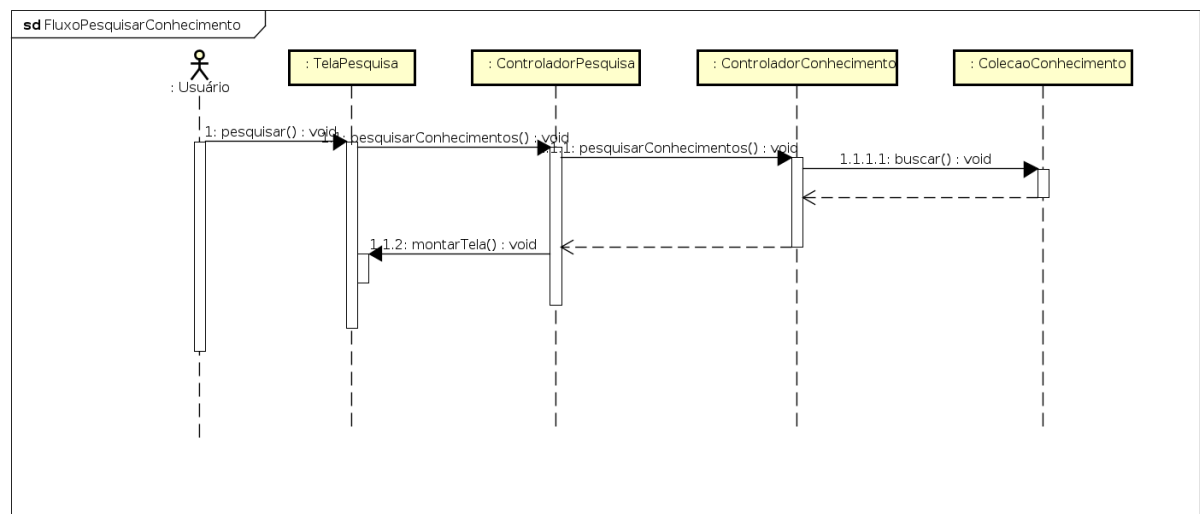 sd FluxoPesquisarConhecimento
: Usuário
: TelaPesquisa
: ControladorPesquisa
: ControladorConhecimento
: ColecaoConhecimento
1: pesquisar() : void
pesquisarConhecimentos() : void
pesquisarConhecimentos() : void
1.1.1.1: buscar() : void
1.1.2: montarTela() : void